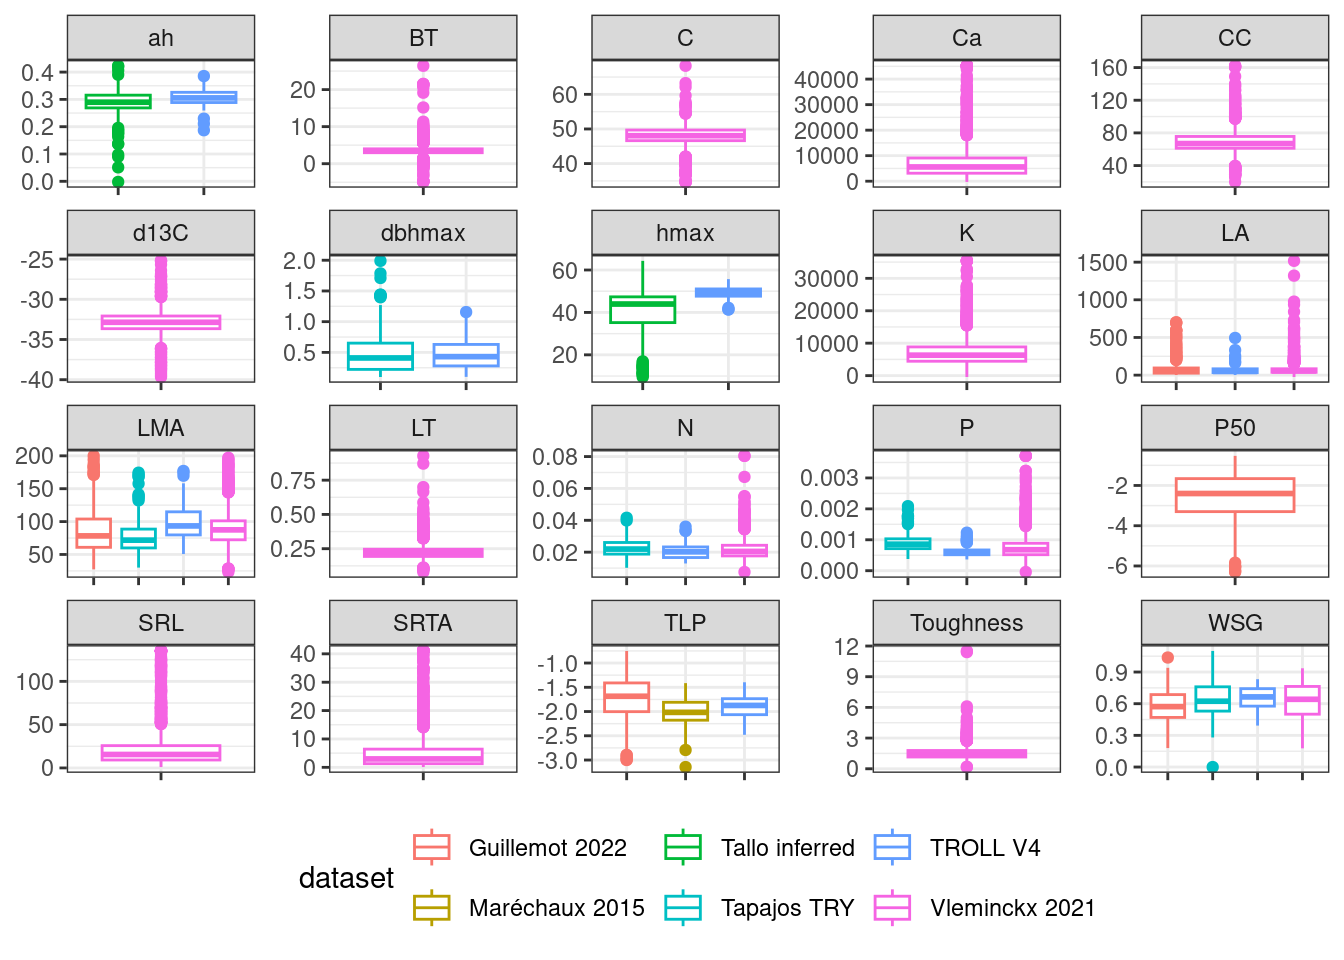 ah BT C Ca CC
0.4 0.3 0.2 0.1 0.0
20 10 0
60 50 40
40000 30000 20000 10000 0
160 120 80 40
d13C dbhmax hmax K LA
-25 -30 -35 -40
2.0 1.5 1.0 0.5
60 40 20
30000 20000 10000 0
1500 1000 500 0
LMA LT N P P50
200 150 100 50
0.75 0.50 0.25
0.08 0.06 0.04 0.02
0.003 0.002 0.001 0.000
-2 -4 -6
SRL SRTA TLP Toughness WSG
100 50 0
40 30 20 10 0
-1.0 -1.5 -2.0 -2.5 -3.0
12 9 6 3 0
0.9 0.6 0.3 0.0
dataset
Guillemot 2022 Tallo inferred TROLL V4
Maréchaux 2015 Tapajos TRY Vleminckx 2021